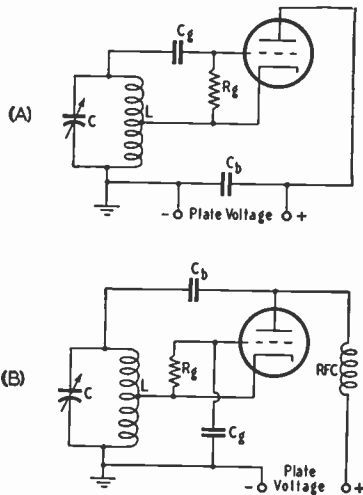 (A)
Cg
Rg
C
L
Cb
- Plate Voltage +
(B)
Cb
C
L
Rg
Cg
RFC
- Plate Voltage +